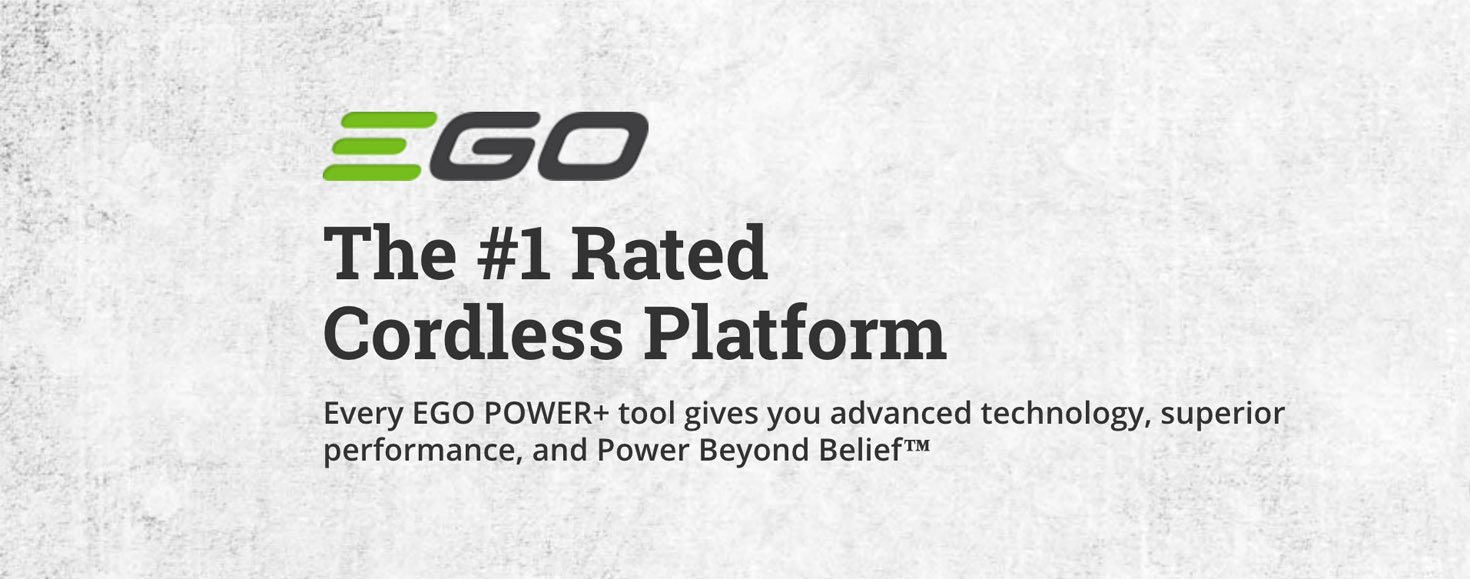 EGO
The #1 Rated
Cordless Platform
Every EGO POWER+ tool gives you advanced technology, superior
performance, and Power Beyond Belief™